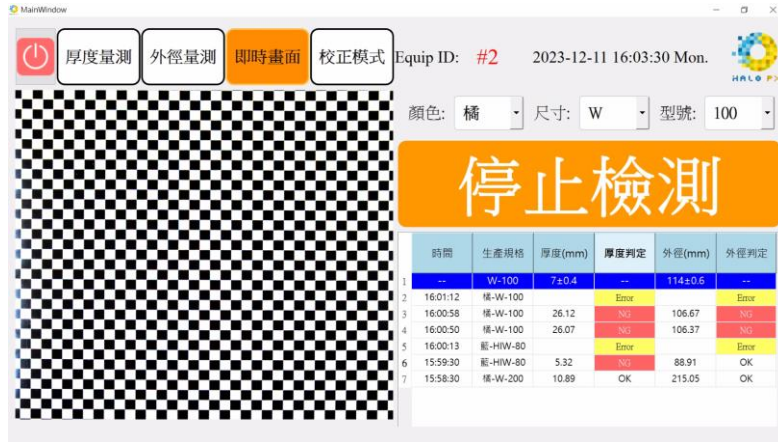 MainWindow
厚度量測 外徑量測 即時畫面 校正模式 Equip ID: #2 2023-12-11 16:03:30 Mon.
HALO PX
顏色: 橘 尺寸: W 型號: 100
停止檢測
時間 生產規格 厚度(mm) 厚度判定 外徑(mm) 外徑判定
1 -- W-100 7±0.4 -- 114±0.6 --
2 16:01:12 橘-W-100 Error Error
3 16:00:58 橘-W-100 26.12 NG 106.67 NG
4 16:00:50 橘-W-100 26.07 NG 106.37 NG
5 16:00:13 藍-HIW-80 Error Error
6 15:59:30 藍-HIW-80 5.32 NG 88.91 OK
7 15:58:30 橘-W-200 10.89 OK 215.05 OK